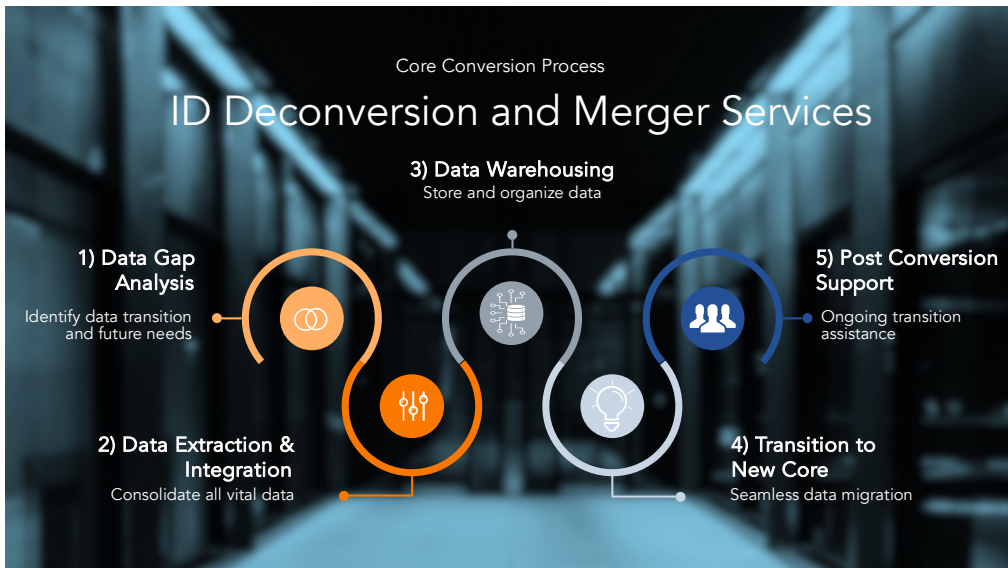 Core Conversion Process
ID Deconversion and Merger Services
1) Data Gap
Analysis
Identify data transition
and future needs
2) Data Extraction &
Integration
Consolidate all vital data
3) Data Warehousing
Store and organize data
4) Transition to
New Core
Seamless data migration
5) Post Conversion
Support
Ongoing transition
assistance